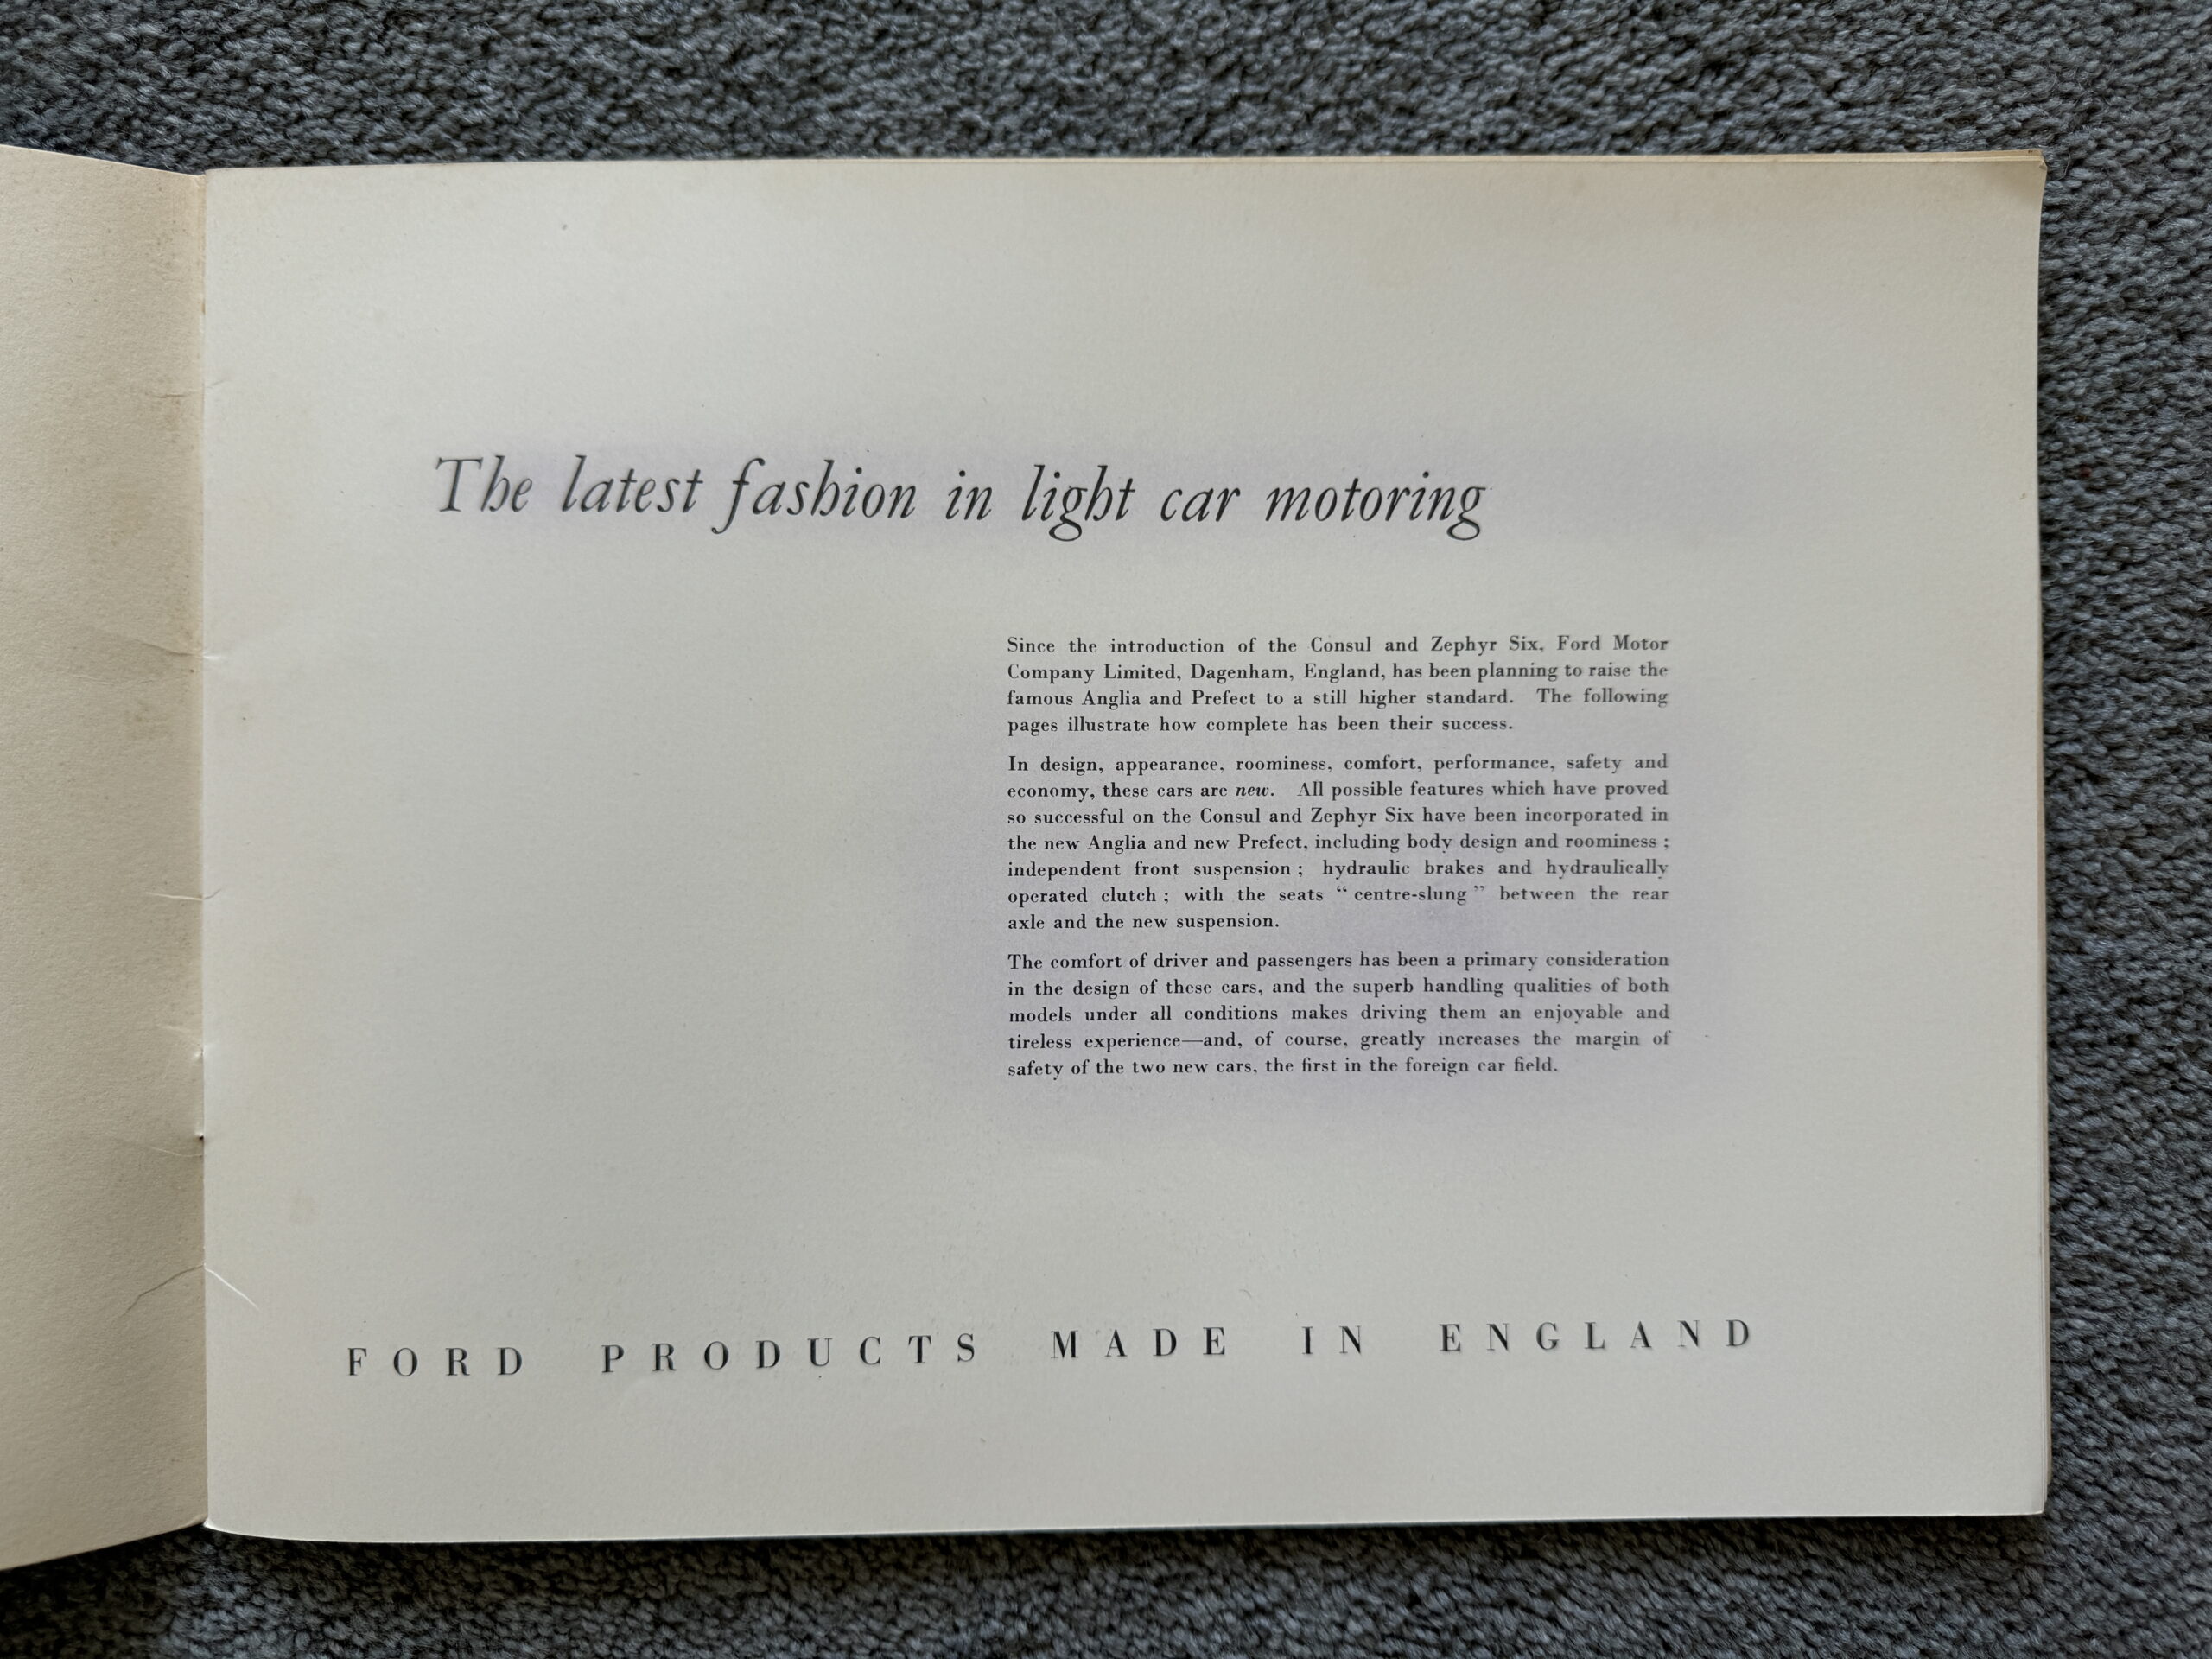 The latest fashion in light car motoring
Since the introduction of the Consul and Zephyr Six, Ford Motor
Company Limited, Dagenham, England, has been planning to raise the
famous Anglia and Prefect to a still higher standard. The following
pages illustrate how complete has been their success.
In design, appearance, roominess, comfort, performance, safety and
economy, these cars are new. All possible features which have proved
so successful on the Consul and Zephyr Six have been incorporated in
the new Anglia and new Prefect, including body design and roominess ;
independent front suspension ; hydraulic brakes and hydraulically
operated clutch ; with the seats “ centre-slung ” between the rear
axle and the new suspension.
The comfort of driver and passengers has been a primary consideration
in the design of these cars, and the superb handling qualities of both
models under all conditions makes driving them an enjoyable and
tireless experience—and, of course, greatly increases the margin of
safety of the two new cars, the first in the foreign car field.
FORD PRODUCTS MADE IN ENGLAND